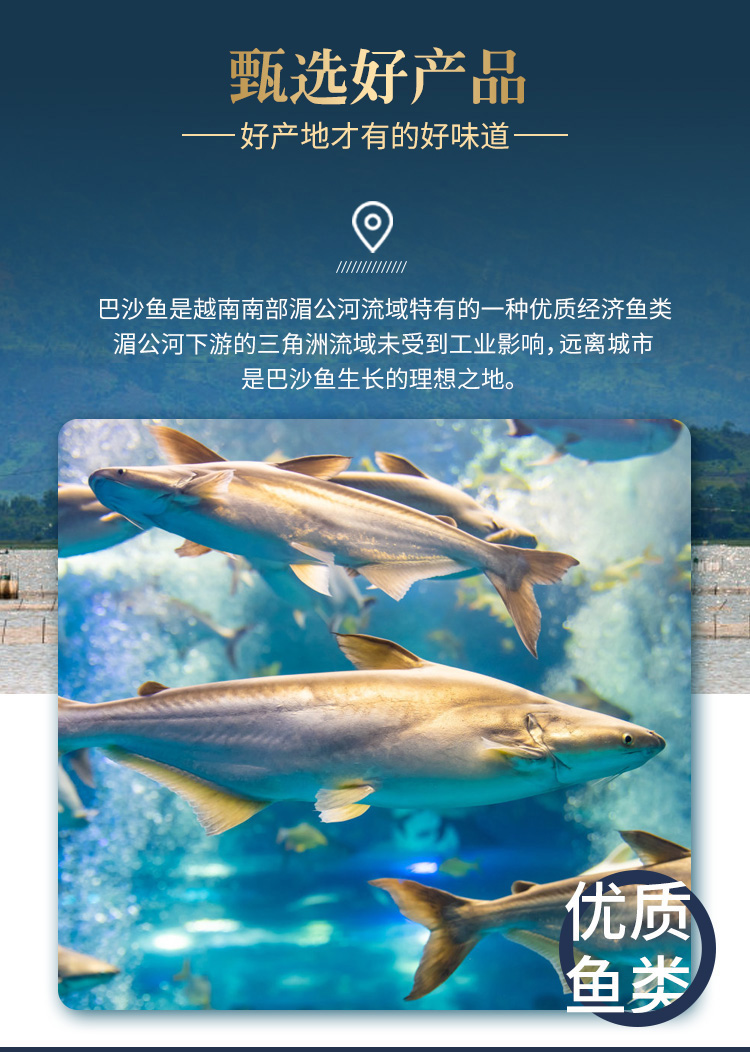 甄选好产品
好产地才有的好味道
巴沙鱼是越南南部湄公河流域特有的一种优质经济鱼类
湄公河下游的三角洲流域未受到工业影响，远离城市
是巴沙鱼生长的理想之地。
优质
鱼类